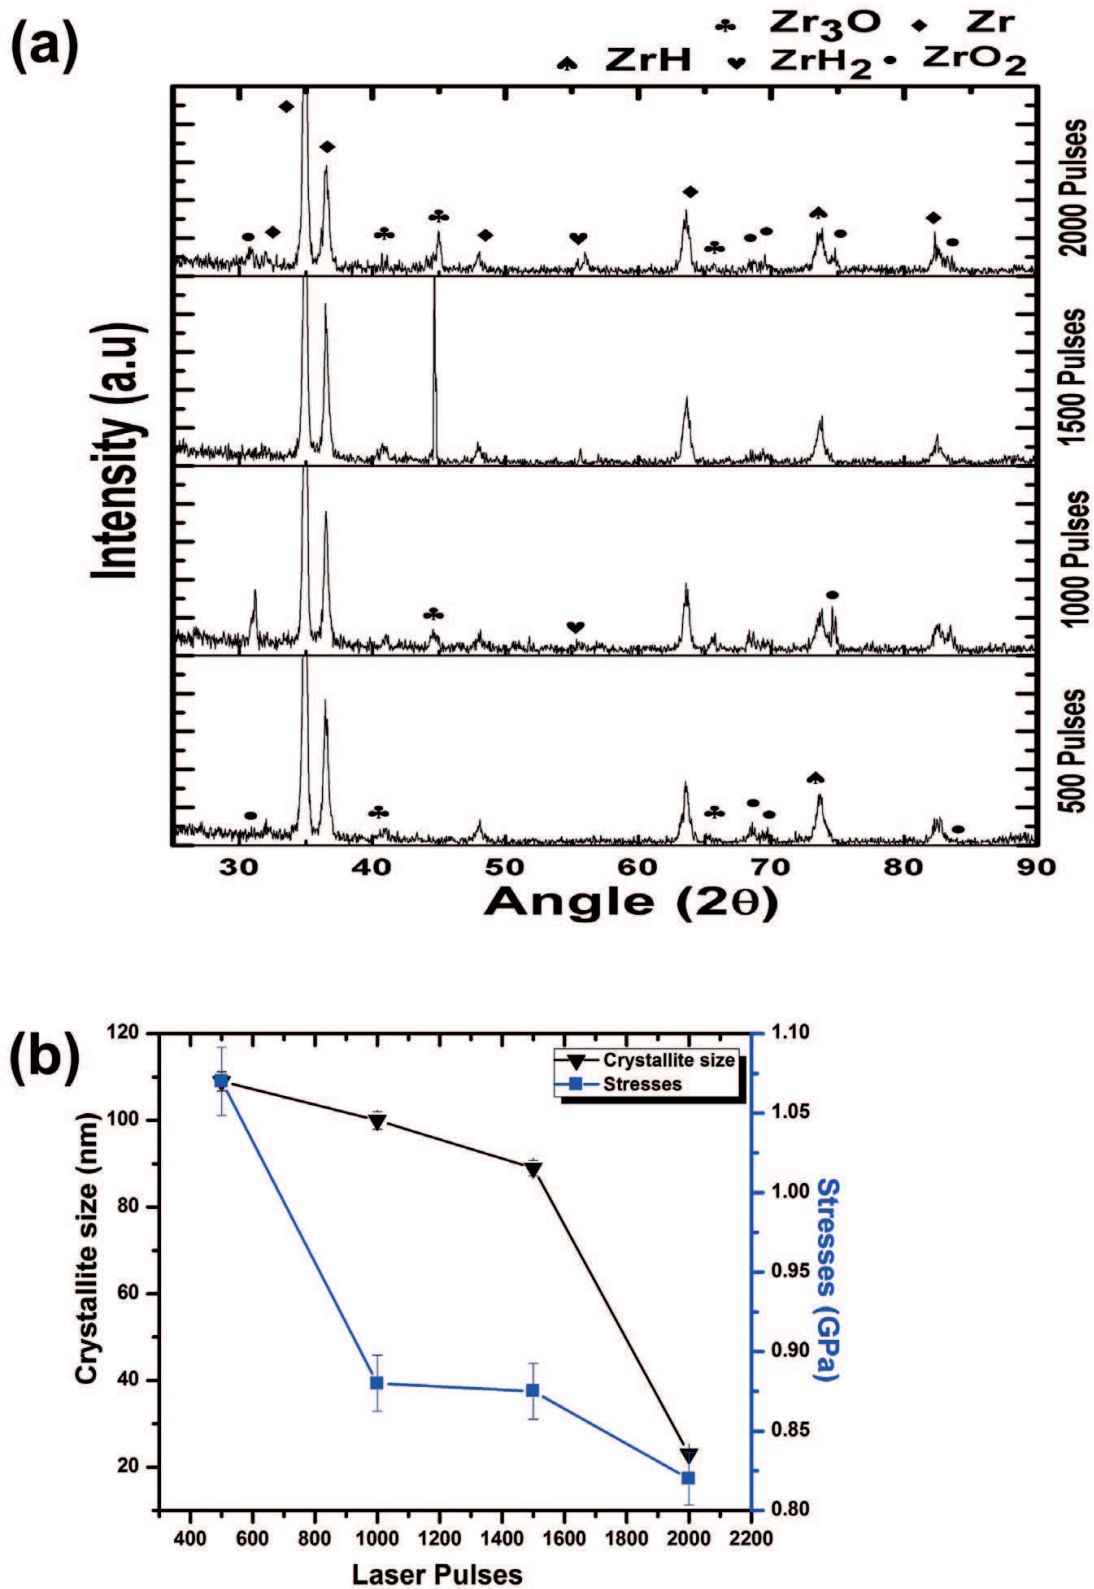 (a)
♣ Zr₃O ◆ Zr
♠ ZrH ♥ ZrH₂ ● ZrO₂
Intensity (a.u)
2000 Pulses
1500 Pulses
1000 Pulses
500 Pulses
30 40 50 60 70 80 90
Angle (2θ)
(b)
Crystallite size (nm)
120
100
80
60
40
20
Crystallite size
Stresses
1.10
1.05
1.00
0.95
0.90
0.85
0.80
Stresses (GPa)
400 600 800 1000 1200 1400 1600 1800 2000 2200
Laser Pulses